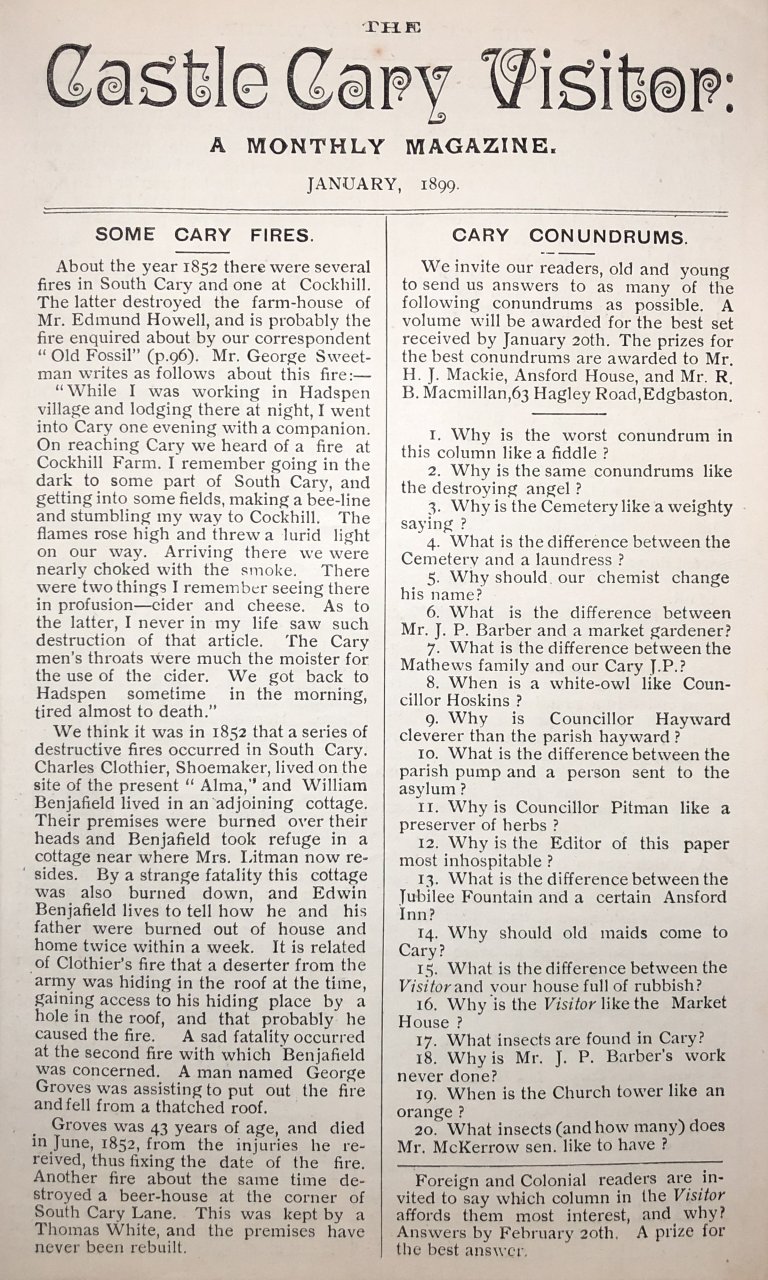 THE
Castle Cary Visitor:
A MONTHLY MAGAZINE.
JANUARY, 1899.
SOME CARY FIRES.
About the year 1852 there were several
fires in South Cary and one at Cockhill.
The latter destroyed the farm-house of
Mr. Edmund Howell, and is probably the
fire enquired about by our correspondent
“ Old Fossil” (p.96). Mr. George Sweet-
man writes as follows about this fire:—
“While I was working in Hadspen
village and lodging there at night, I went
into Cary one evening with a companion.
On reaching Cary we heard of a fire at
Cockhill Farm. I remember going in the
dark to some part of South Cary, and
getting into some fields, making a bee-line
and stumbling my way to Cockhill. The
flames rose high and threw a lurid light
on our way. Arriving there we were
nearly choked with the smoke. There
were two things I remember seeing there
in profusion—cider and cheese. As to
the latter, I never in my life saw such
destruction of that article. The Cary
men's throats were much the moister for
the use of the cider. We got back to
Hadspen sometime in the morning,
tired almost to death.”
We think it was in 1852 that a series of
destructive fires occurred in South Cary.
Charles Clothier, Shoemaker, lived on the
site of the present “ Alma,” and William
Benjafield lived in an adjoining cottage.
Their premises were burned over their
heads and Benjafield took refuge in a
cottage near where Mrs. Litman now re-
sides. By a strange fatality this cottage
was also burned down, and Edwin
Benjafield lives to tell how he and his
father were burned out of house and
home twice within a week. It is related
of Clothier's fire that a deserter from the
army was hiding in the roof at the time,
gaining access to his hiding place by a
hole in the roof, and that probably he
caused the fire. A sad fatality occurred
at the second fire with which Benjafield
was concerned. A man named George
Groves was assisting to put out the fire
and fell from a thatched roof.
Groves was 43 years of age, and died
in June, 1852, from the injuries he re-
reived, thus fixing the date of the fire.
Another fire about the same time de-
stroyed a beer-house at the corner of
South Cary Lane. This was kept by a
Thomas White, and the premises have
never been rebuilt.
CARY CONUNDRUMS.
We invite our readers, old and young
to send us answers to as many of the
following conundrums as possible. A
volume will be awarded for the best set
received by January 20th. The prizes for
the best conundrums are awarded to Mr.
H. J. Mackie, Ansford House, and Mr. R.
B. Macmillan,63 Hagley Road,Edgbaston.
1. Why is the worst conundrum in
this column like a fiddle ?
2. Why is the same conundrums like
the destroying angel ?
3. Why is the Cemetery like a weighty
saying ?
4. What is the difference between the
Cemetery and a laundress ?
5. Why should our chemist change
his name?
6. What is the difference between
Mr. J. P. Barber and a market gardener?
7. What is the difference between the
Mathews family and our Cary J.P.?
8. When is a white-owl like Coun-
cillor Hoskins ?
9. Why is Councillor Hayward
cleverer than the parish hayward ?
10. What is the difference between the
parish pump and a person sent to the
asylum ?
11. Why is Councillor Pitman like a
preserver of herbs ?
12. Why is the Editor of this paper
most inhospitable ?
13. What is the difference between the
Jubilee Fountain and a certain Ansford
Inn?
14. Why should old maids come to
Cary?
15. What is the difference between the
Visitor and your house full of rubbish?
16. Why is the Visitor like the Market
House ?
17. What insects are found in Cary?
18. Why is Mr. J. P. Barber's work
never done?
19. When is the Church tower like an
orange ?
20. What insects (and how many) does
Mr. McKerrow sen. like to have ?
Foreign and Colonial readers are in-
vited to say which column in the Visitor
affords them most interest, and why?
Answers by February 20th. A prize for
the best answer.